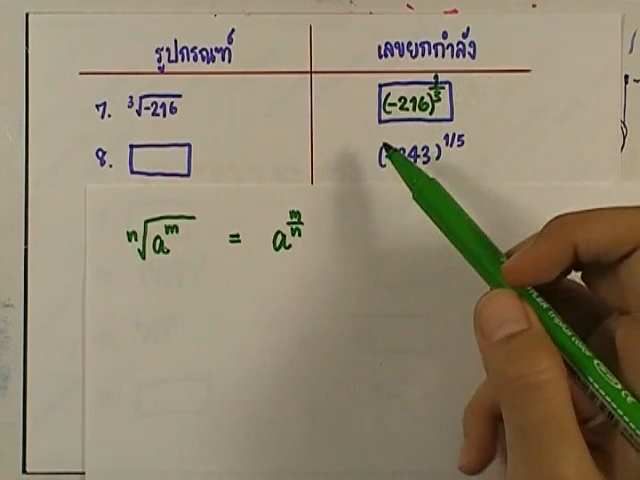 รูปกรณฑ์ เลขยกกำลัง
7. ³√-216 (-216)^1/3
8. 43)^1/5
ⁿ√a^m = a^m/n